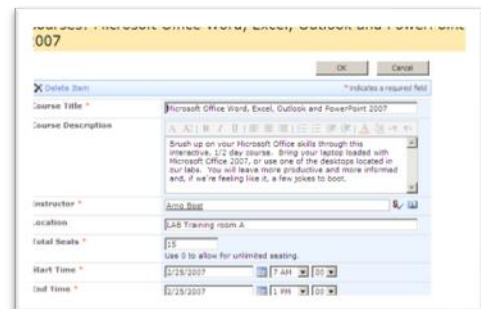 Courses: Microsoft Office Word, Excel, Outlook and PowerPoint
2007
OK Cancel
Delete Item * indicates a required field
Course Title * Microsoft Office Word, Excel, Outlook and PowerPoint 2007
Course Description
Brush up on your Microsoft Office skills through this
interactive, 1/2 day course. Bring your laptop loaded with
Microsoft Office 2007, or use one of the desktops located in
our labs. You will leave more productive and more informed
and, if we're feeling like it, a few jokes to boot.
Instructor * Arno Bost
Location LAB Training room A
Total Seats * 15
Use 0 to allow for unlimited seating.
Start Time * 2/28/2007 7 AM 00
End Time * 2/28/2007 1 PM 00